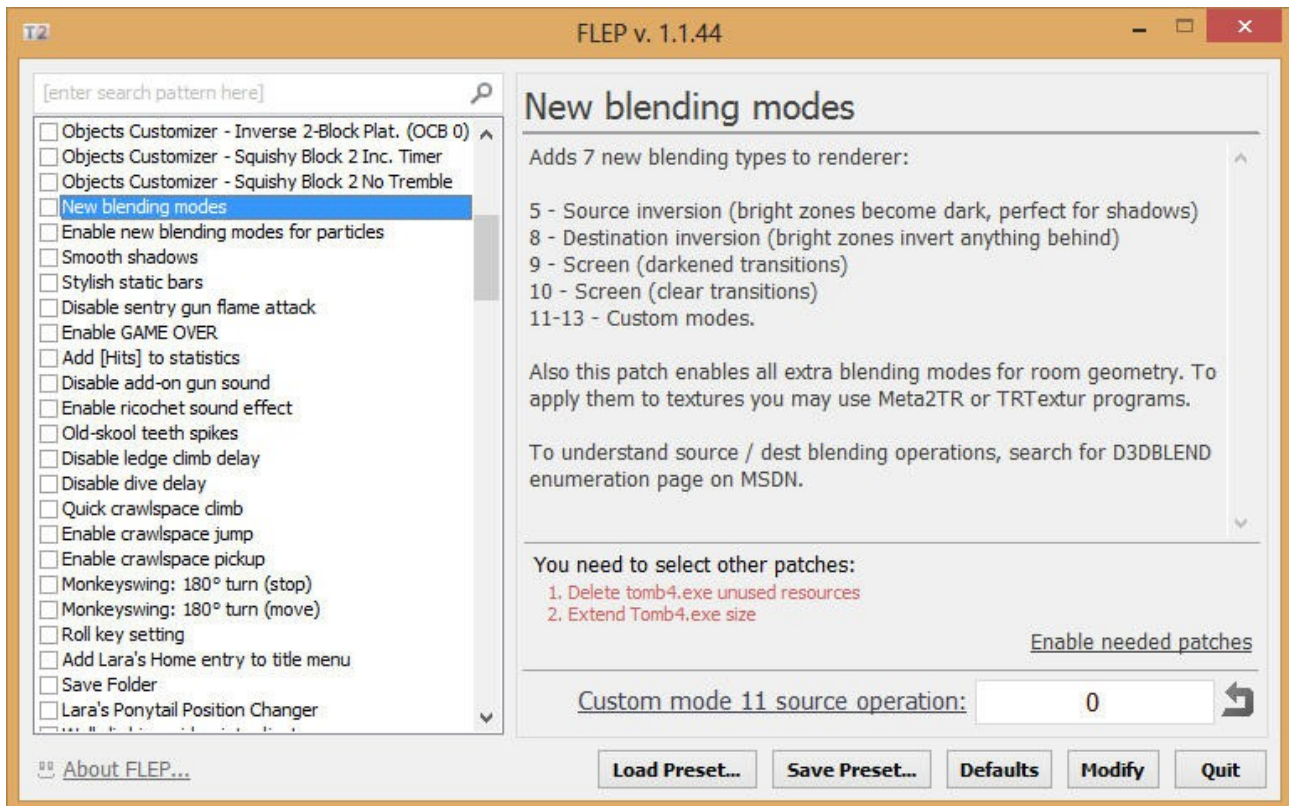 T2
FLEP v. 1.1.44
[enter search pattern here]
Objects Customizer - Inverse 2-Block Plat. (OCB 0)
Objects Customizer - Squishy Block 2 Inc. Timer
Objects Customizer - Squishy Block 2 No Tremble
New blending modes
Enable new blending modes for particles
Smooth shadows
Stylish static bars
Disable sentry gun flame attack
Enable GAME OVER
Add [Hits] to statistics
Disable add-on gun sound
Enable ricochet sound effect
Old-skool teeth spikes
Disable ledge climb delay
Disable dive delay
Quick crawlspace climb
Enable crawlspace jump
Enable crawlspace pickup
Monkeyswing: 180° turn (stop)
Monkeyswing: 180° turn (move)
Roll key setting
Add Lara's Home entry to title menu
Save Folder
Lara's Ponytail Position Changer
New blending modes
Adds 7 new blending types to renderer:
5 - Source inversion (bright zones become dark, perfect for shadows)
8 - Destination inversion (bright zones invert anything behind)
9 - Screen (darkened transitions)
10 - Screen (clear transitions)
11-13 - Custom modes.
Also this patch enables all extra blending modes for room geometry. To
apply them to textures you may use Meta2TR or TRTextur programs.
To understand source / dest blending operations, search for D3DBLEND
enumeration page on MSDN.
You need to select other patches:
1. Delete tomb4.exe unused resources
2. Extend Tomb4.exe size
Enable needed patches
Custom mode 11 source operation:
0
About FLEP...
Load Preset...
Save Preset...
Defaults
Modify
Quit